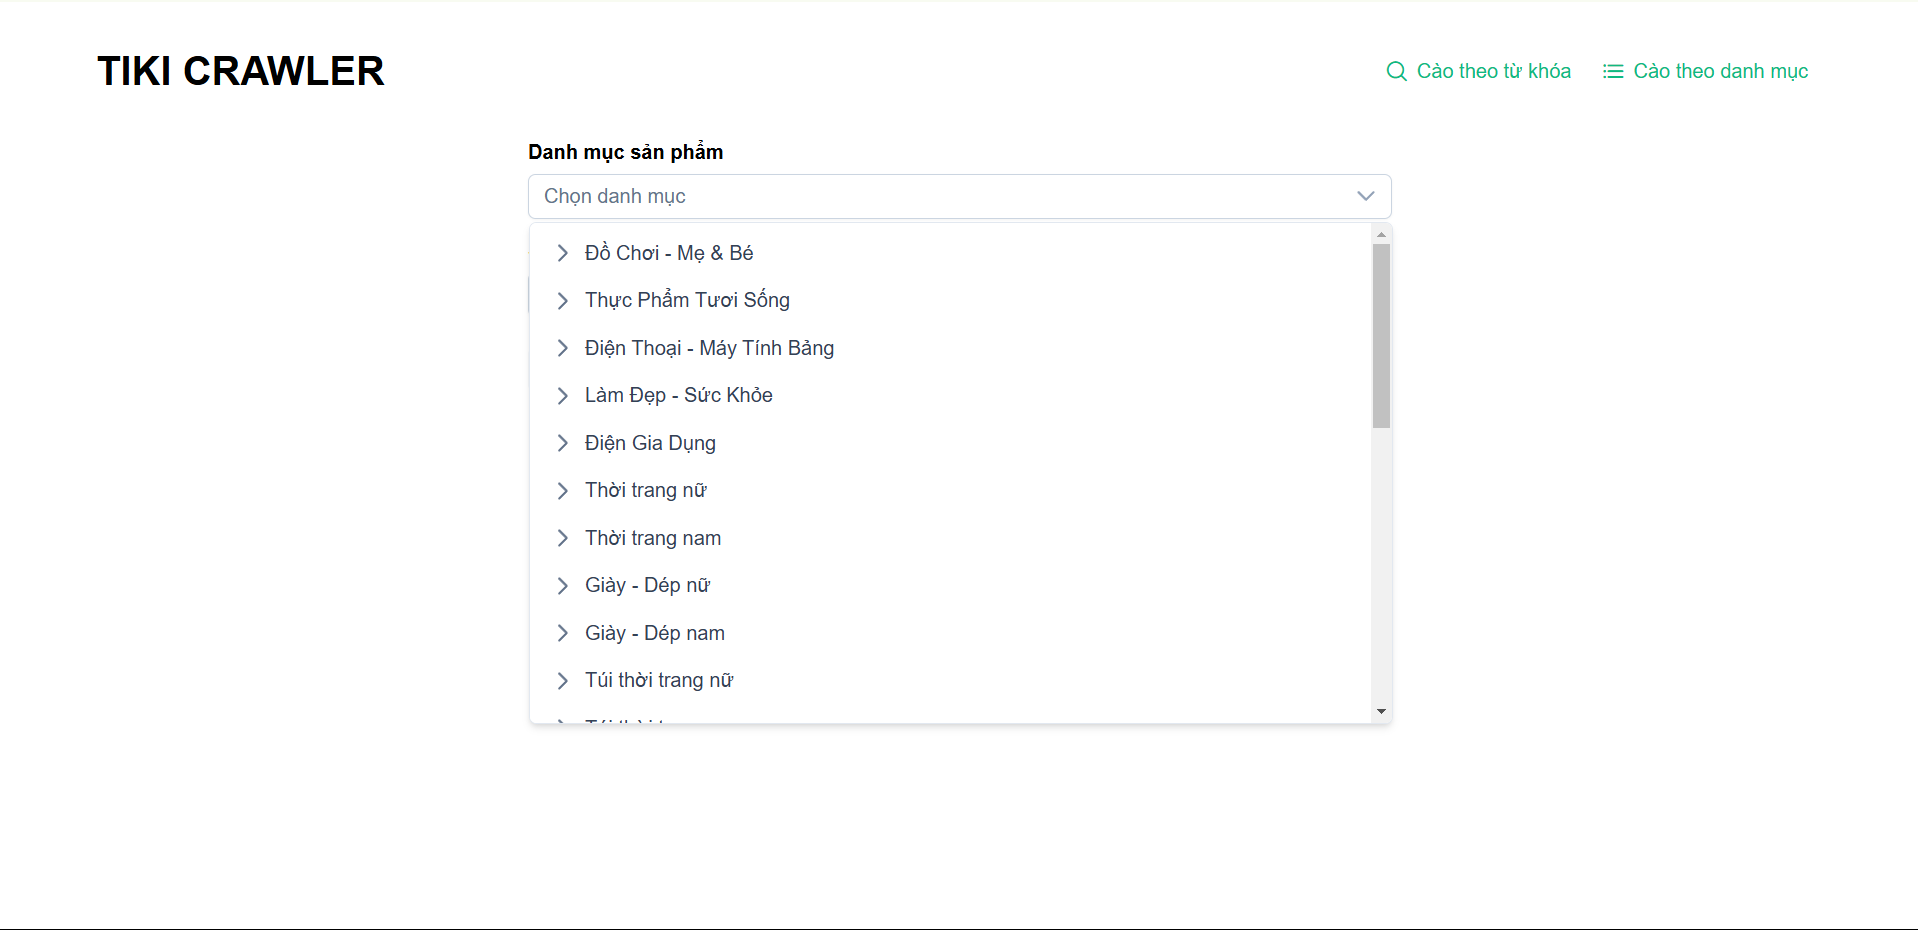 TIKI CRAWLER
Cào theo từ khóa
Cào theo danh mục
Danh mục sản phẩm
Chọn danh mục
Đồ Chơi - Mẹ & Bé
Thực Phẩm Tươi Sống
Điện Thoại - Máy Tính Bảng
Làm Đẹp - Sức Khỏe
Điện Gia Dụng
Thời trang nữ
Thời trang nam
Giày - Dép nữ
Giày - Dép nam
Túi thời trang nữ